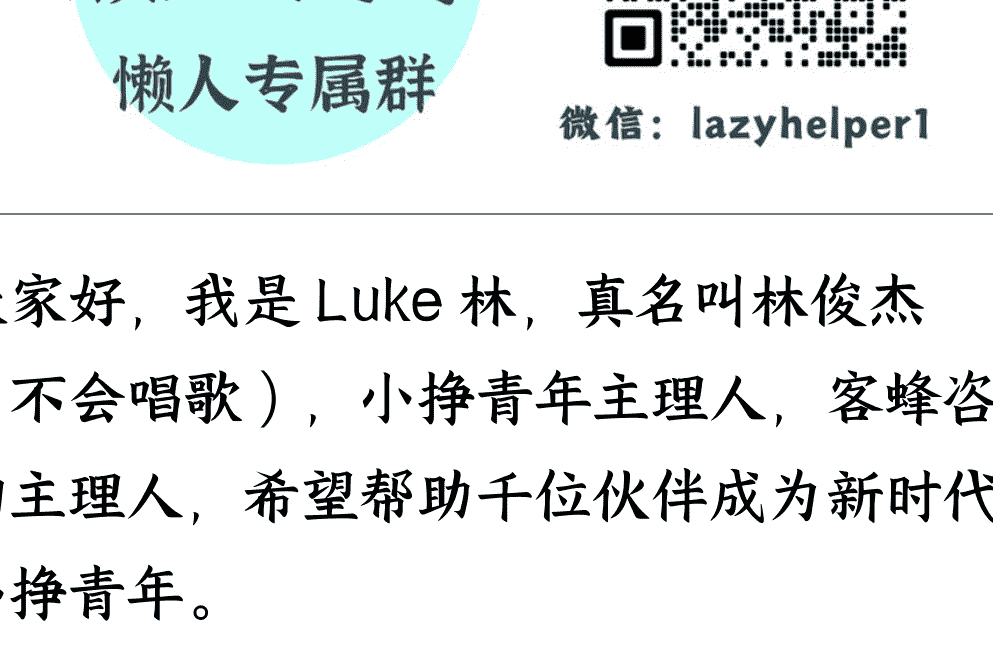 懒人专属群
微信：lazyhelper1
家好，我是 Luke 林，真名叫林俊杰
不会唱歌），小挣青年主理人，客蜂咨
主理人，希望帮助千位伙伴成为新时代
挣青年。